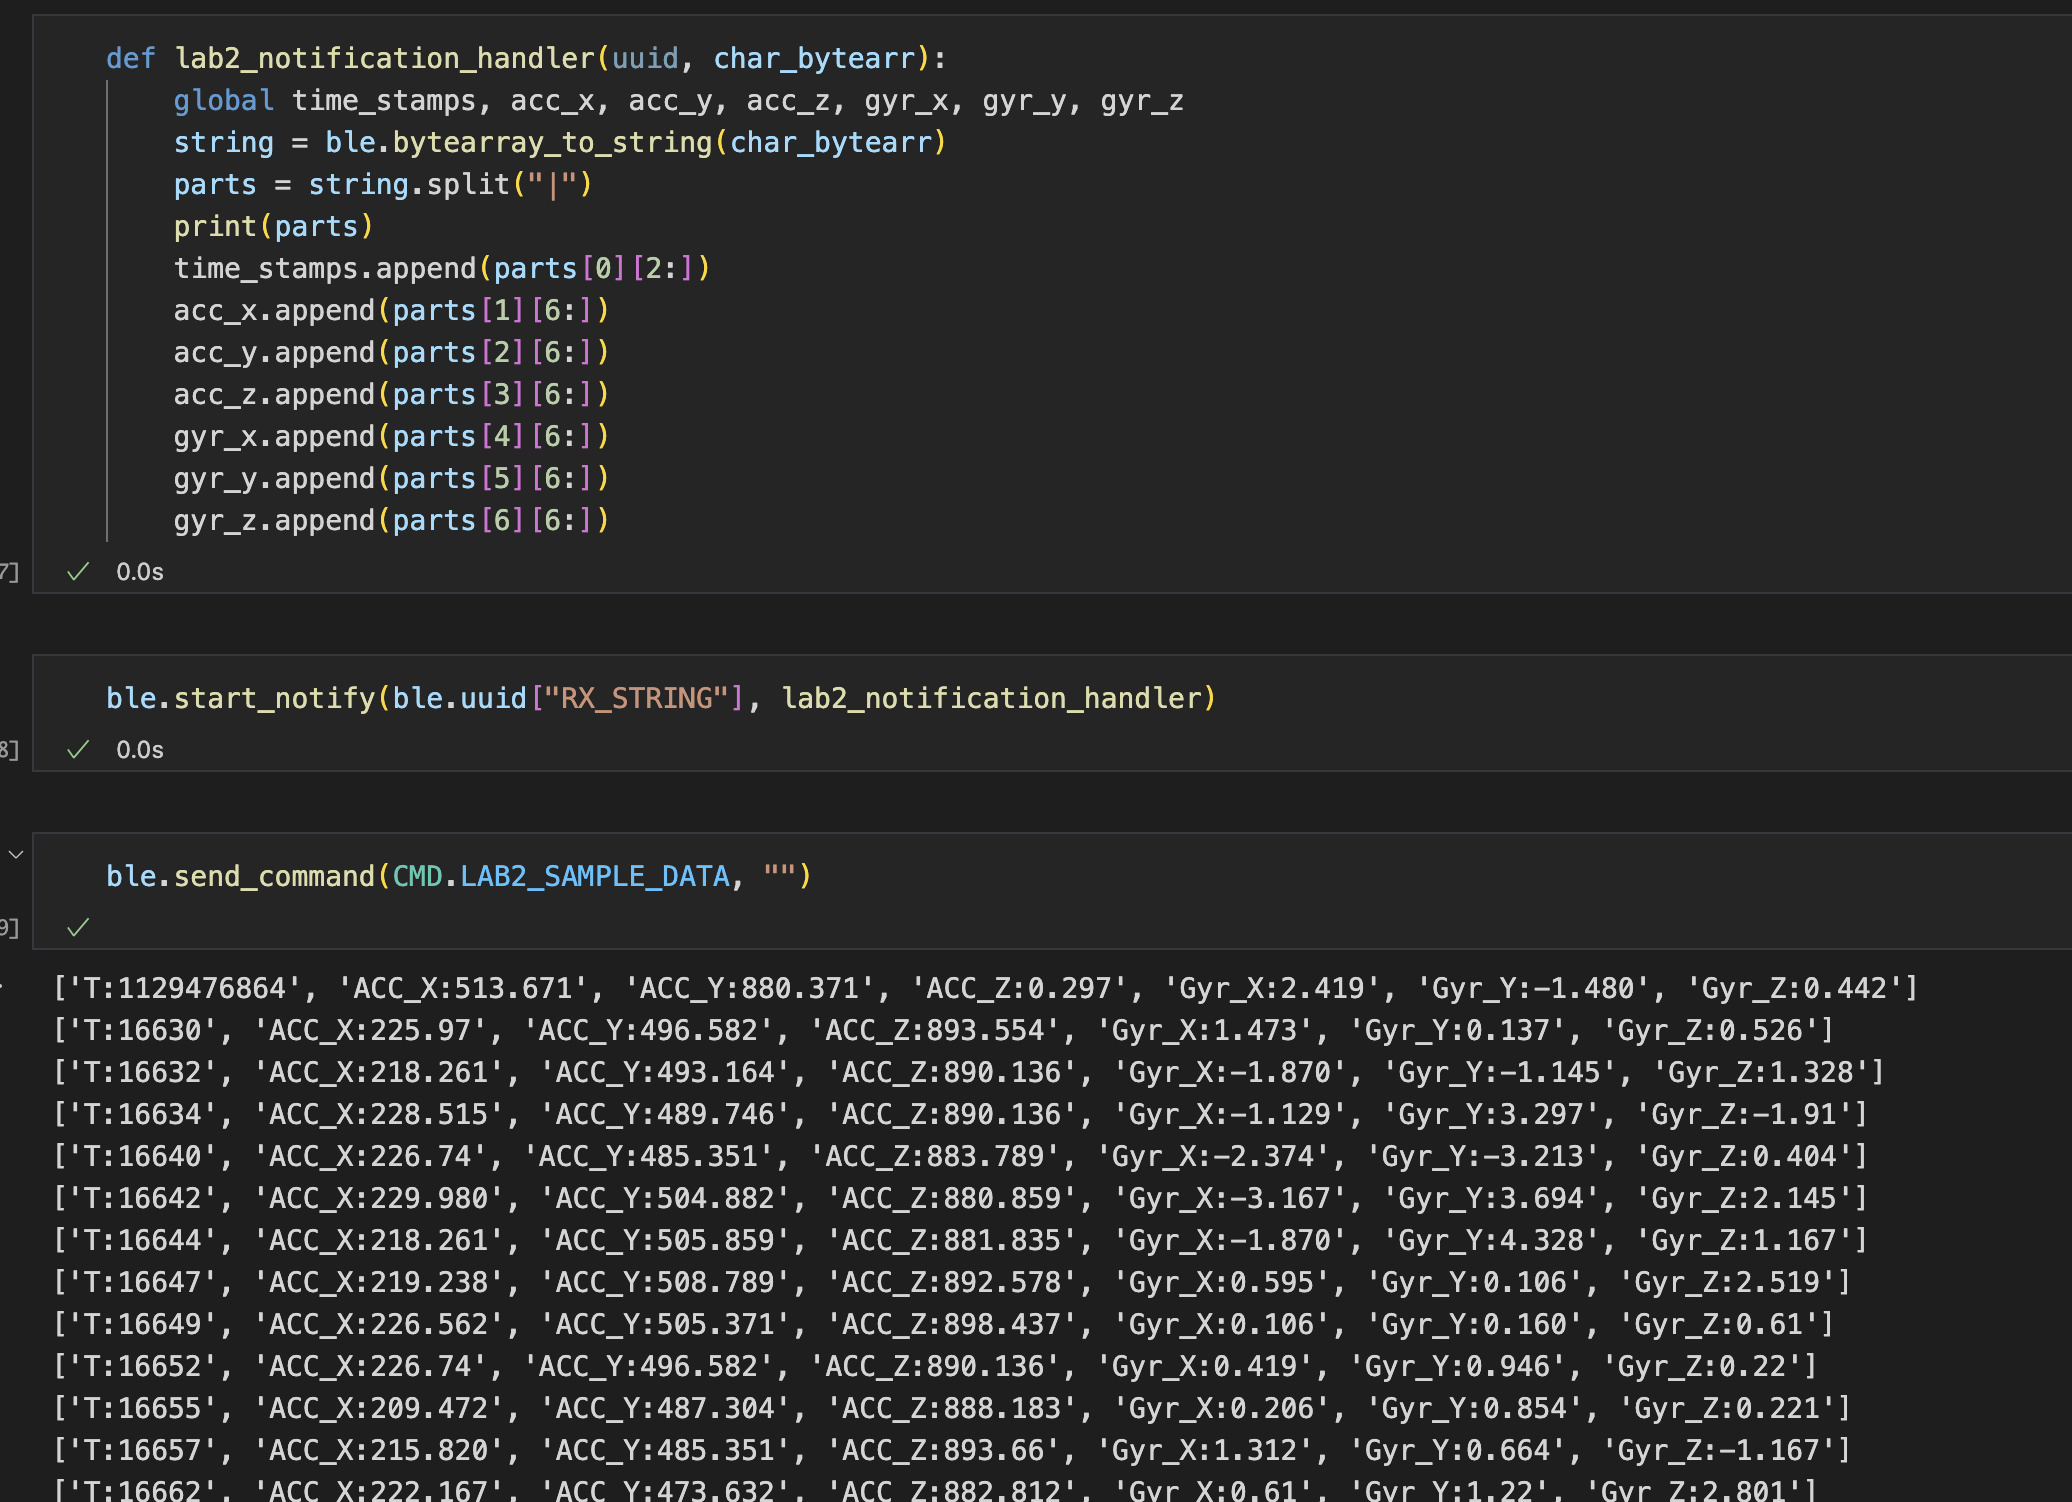 def lab2_notification_handler(uuid, char_bytearr):
    global time_stamps, acc_x, acc_y, acc_z, gyr_x, gyr_y, gyr_z
    string = ble.bytearray_to_string(char_bytearr)
    parts = string.split("|")
    print(parts)
    time_stamps.append(parts[0][2:])
    acc_x.append(parts[1][6:])
    acc_y.append(parts[2][6:])
    acc_z.append(parts[3][6:])
    gyr_x.append(parts[4][6:])
    gyr_y.append(parts[5][6:])
    gyr_z.append(parts[6][6:])
7] 0.0s
ble.start_notify(ble.uuid["RX_STRING"], lab2_notification_handler)
8] 0.0s
ble.send_command(CMD.LAB2_SAMPLE_DATA, "")
9]
['T:1129476864', 'ACC_X:513.671', 'ACC_Y:880.371', 'ACC_Z:0.297', 'Gyr_X:2.419', 'Gyr_Y:-1.480', 'Gyr_Z:0.442']
['T:16630', 'ACC_X:225.97', 'ACC_Y:496.582', 'ACC_Z:893.554', 'Gyr_X:1.473', 'Gyr_Y:0.137', 'Gyr_Z:0.526']
['T:16632', 'ACC_X:218.261', 'ACC_Y:493.164', 'ACC_Z:890.136', 'Gyr_X:-1.870', 'Gyr_Y:-1.145', 'Gyr_Z:1.328']
['T:16634', 'ACC_X:228.515', 'ACC_Y:489.746', 'ACC_Z:890.136', 'Gyr_X:-1.129', 'Gyr_Y:3.297', 'Gyr_Z:-1.91']
['T:16640', 'ACC_X:226.74', 'ACC_Y:485.351', 'ACC_Z:883.789', 'Gyr_X:-2.374', 'Gyr_Y:-3.213', 'Gyr_Z:0.404']
['T:16642', 'ACC_X:229.980', 'ACC_Y:504.882', 'ACC_Z:880.859', 'Gyr_X:-3.167', 'Gyr_Y:3.694', 'Gyr_Z:2.145']
['T:16644', 'ACC_X:218.261', 'ACC_Y:505.859', 'ACC_Z:881.835', 'Gyr_X:-1.870', 'Gyr_Y:4.328', 'Gyr_Z:1.167']
['T:16647', 'ACC_X:219.238', 'ACC_Y:508.789', 'ACC_Z:892.578', 'Gyr_X:0.595', 'Gyr_Y:0.106', 'Gyr_Z:2.519']
['T:16649', 'ACC_X:226.562', 'ACC_Y:505.371', 'ACC_Z:898.437', 'Gyr_X:0.106', 'Gyr_Y:0.160', 'Gyr_Z:0.61']
['T:16652', 'ACC_X:226.74', 'ACC_Y:496.582', 'ACC_Z:890.136', 'Gyr_X:0.419', 'Gyr_Y:0.946', 'Gyr_Z:0.22']
['T:16655', 'ACC_X:209.472', 'ACC_Y:487.304', 'ACC_Z:888.183', 'Gyr_X:0.206', 'Gyr_Y:0.854', 'Gyr_Z:0.221']
['T:16657', 'ACC_X:215.820', 'ACC_Y:485.351', 'ACC_Z:893.66', 'Gyr_X:1.312', 'Gyr_Y:0.664', 'Gyr_Z:-1.167']
['T:16662', 'ACC_X:222.167', 'ACC_Y:473.632', 'ACC_Z:882.812', 'Gyr_X:0.61', 'Gyr_Y:1.22', 'Gyr_Z:2.801']